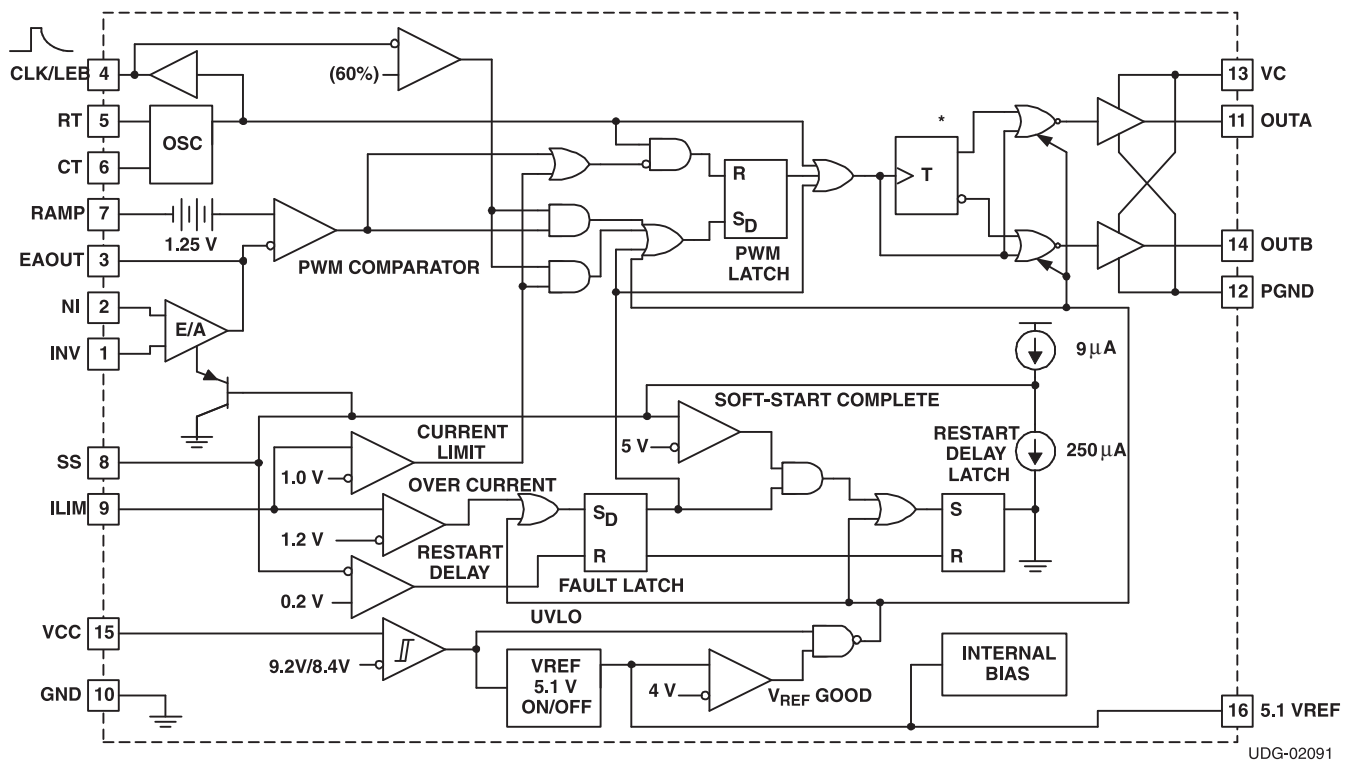 CLK/LEB 4
(60%)
13 VC
RT 5
OSC
*
11 OUTA
CT 6
T
R
SD
RAMP 7
1.25 V
PWM COMPARATOR
PWM
LATCH
EAOUT 3
14 OUTB
NI 2
12 PGND
E/A
INV 1
9 µA
SOFT-START COMPLETE
CURRENT
LIMIT
5 V
RESTART
DELAY
LATCH
250 µA
SS 8
1.0 V
OVER CURRENT
ILIM 9
SD
R
S
R
1.2 V
RESTART
DELAY
FAULT LATCH
0.2 V
UVLO
VCC 15
9.2V/8.4V
VREF
5.1 V
ON/OFF
4 V
VREF GOOD
INTERNAL
BIAS
GND 10
16 5.1 VREF
UDG-02091